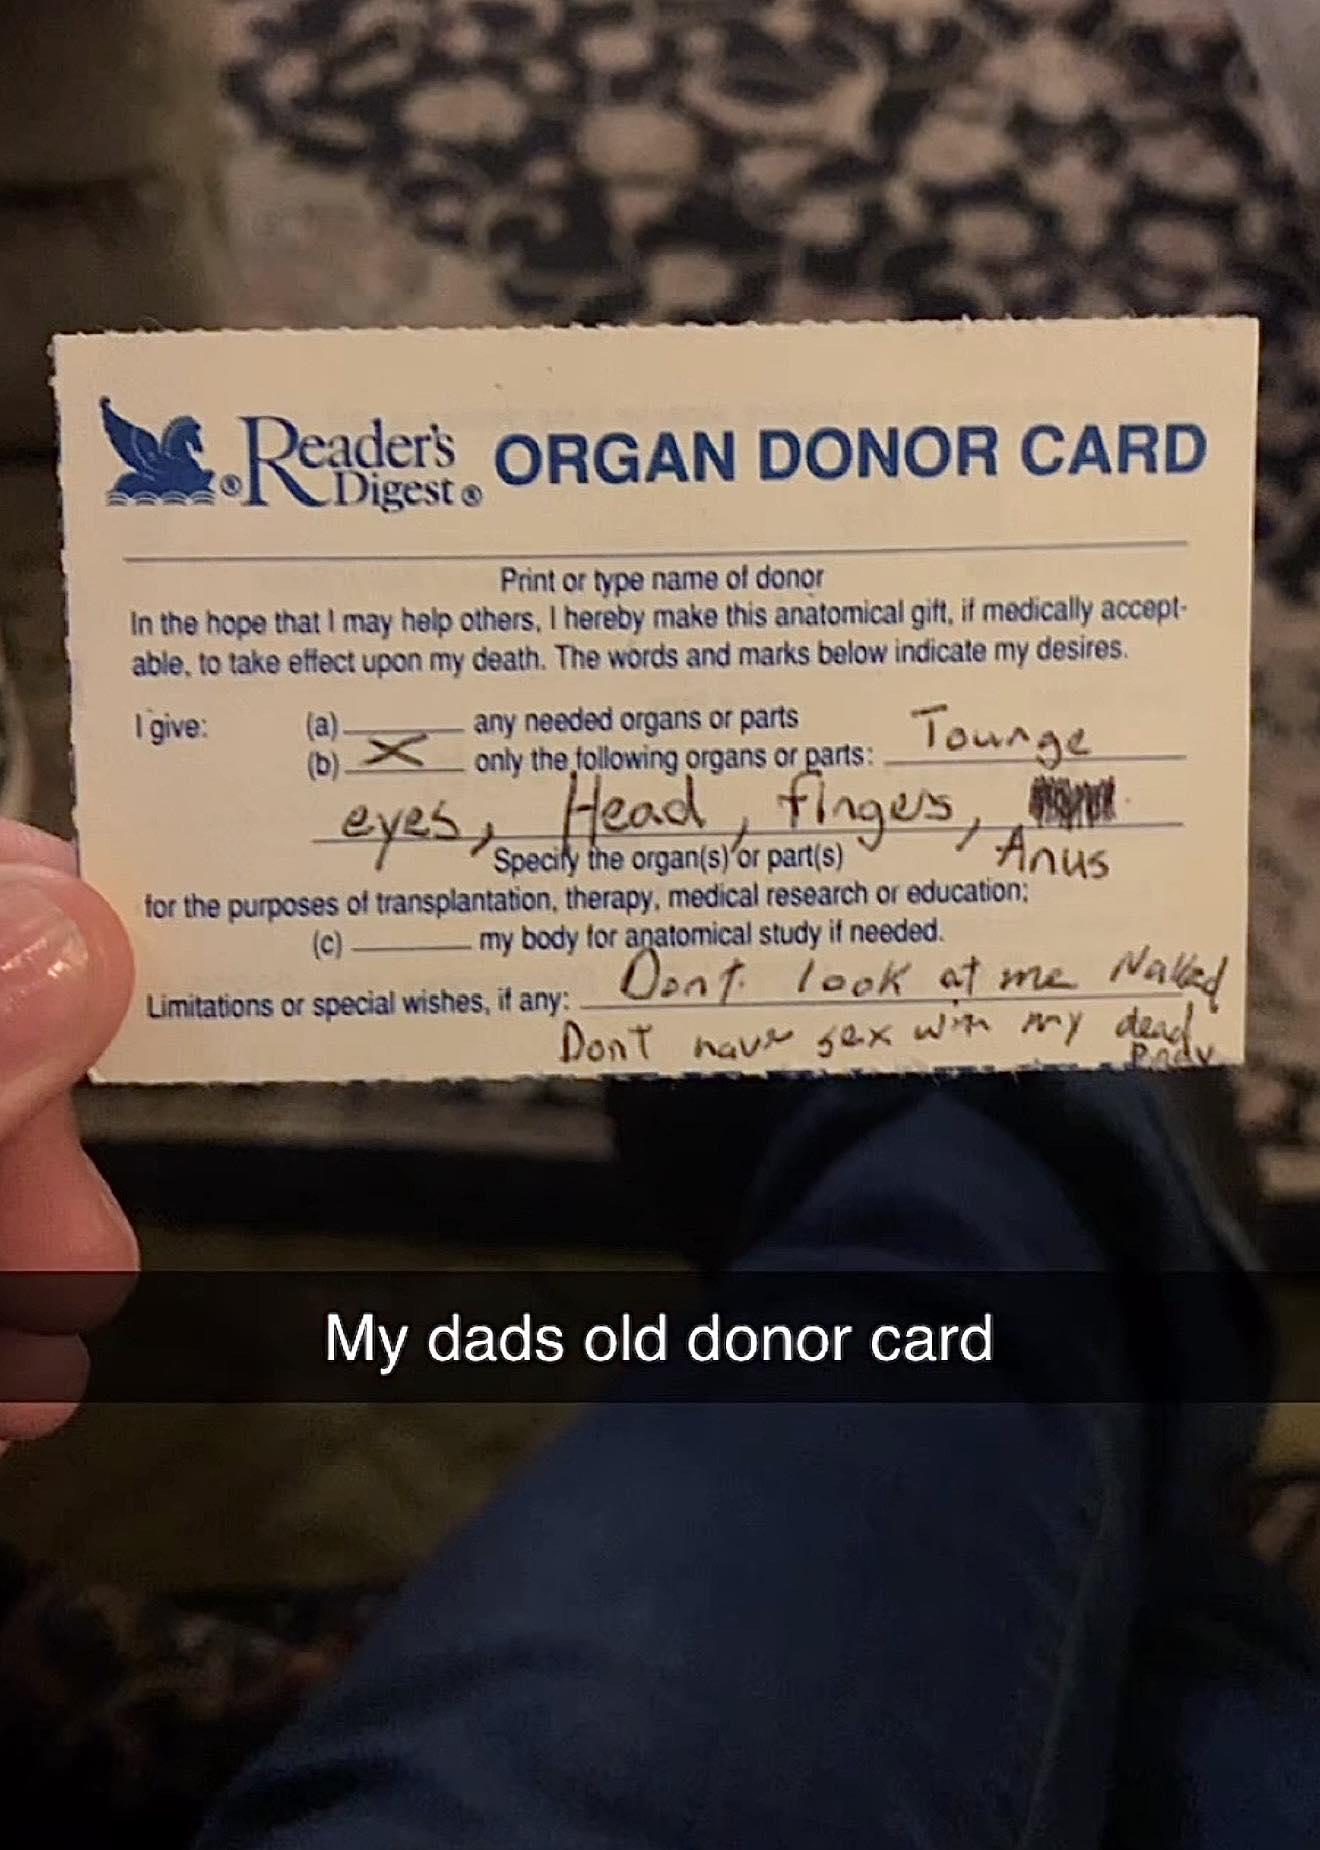 Reader's Digest ORGAN DONOR CARD
Print or type name of donor
In the hope that I may help others, I hereby make this anatomical gift, if medically accept-
able, to take effect upon my death. The words and marks below indicate my desires.
I give: (a) any needed organs or parts
(b) X only the following organs or parts: Tounge
eyes, Head, fingers,
Specify the organ(s) or part(s) Anus
for the purposes of transplantation, therapy, medical research or education;
(c) my body for anatomical study if needed.
Limitations or special wishes, if any: Dont look at me Naked
Dont have sex with my dead
Body
My dads old donor card